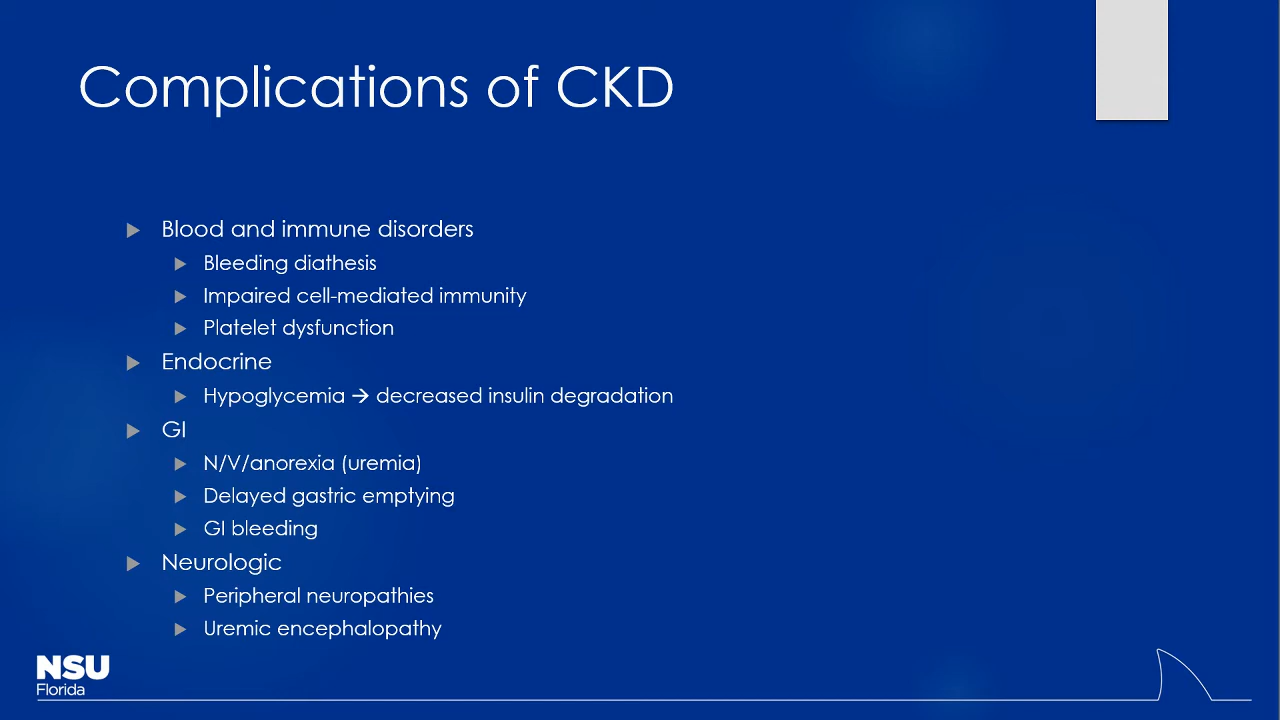 Complications of CKD
Blood and immune disorders
Bleeding diathesis
Impaired cell-mediated immunity
Platelet dysfunction
Endocrine
Hypoglycemia → decreased insulin degradation
GI
N/V/anorexia (uremia)
Delayed gastric emptying
GI bleeding
Neurologic
Peripheral neuropathies
Uremic encephalopathy
NSU
Florida